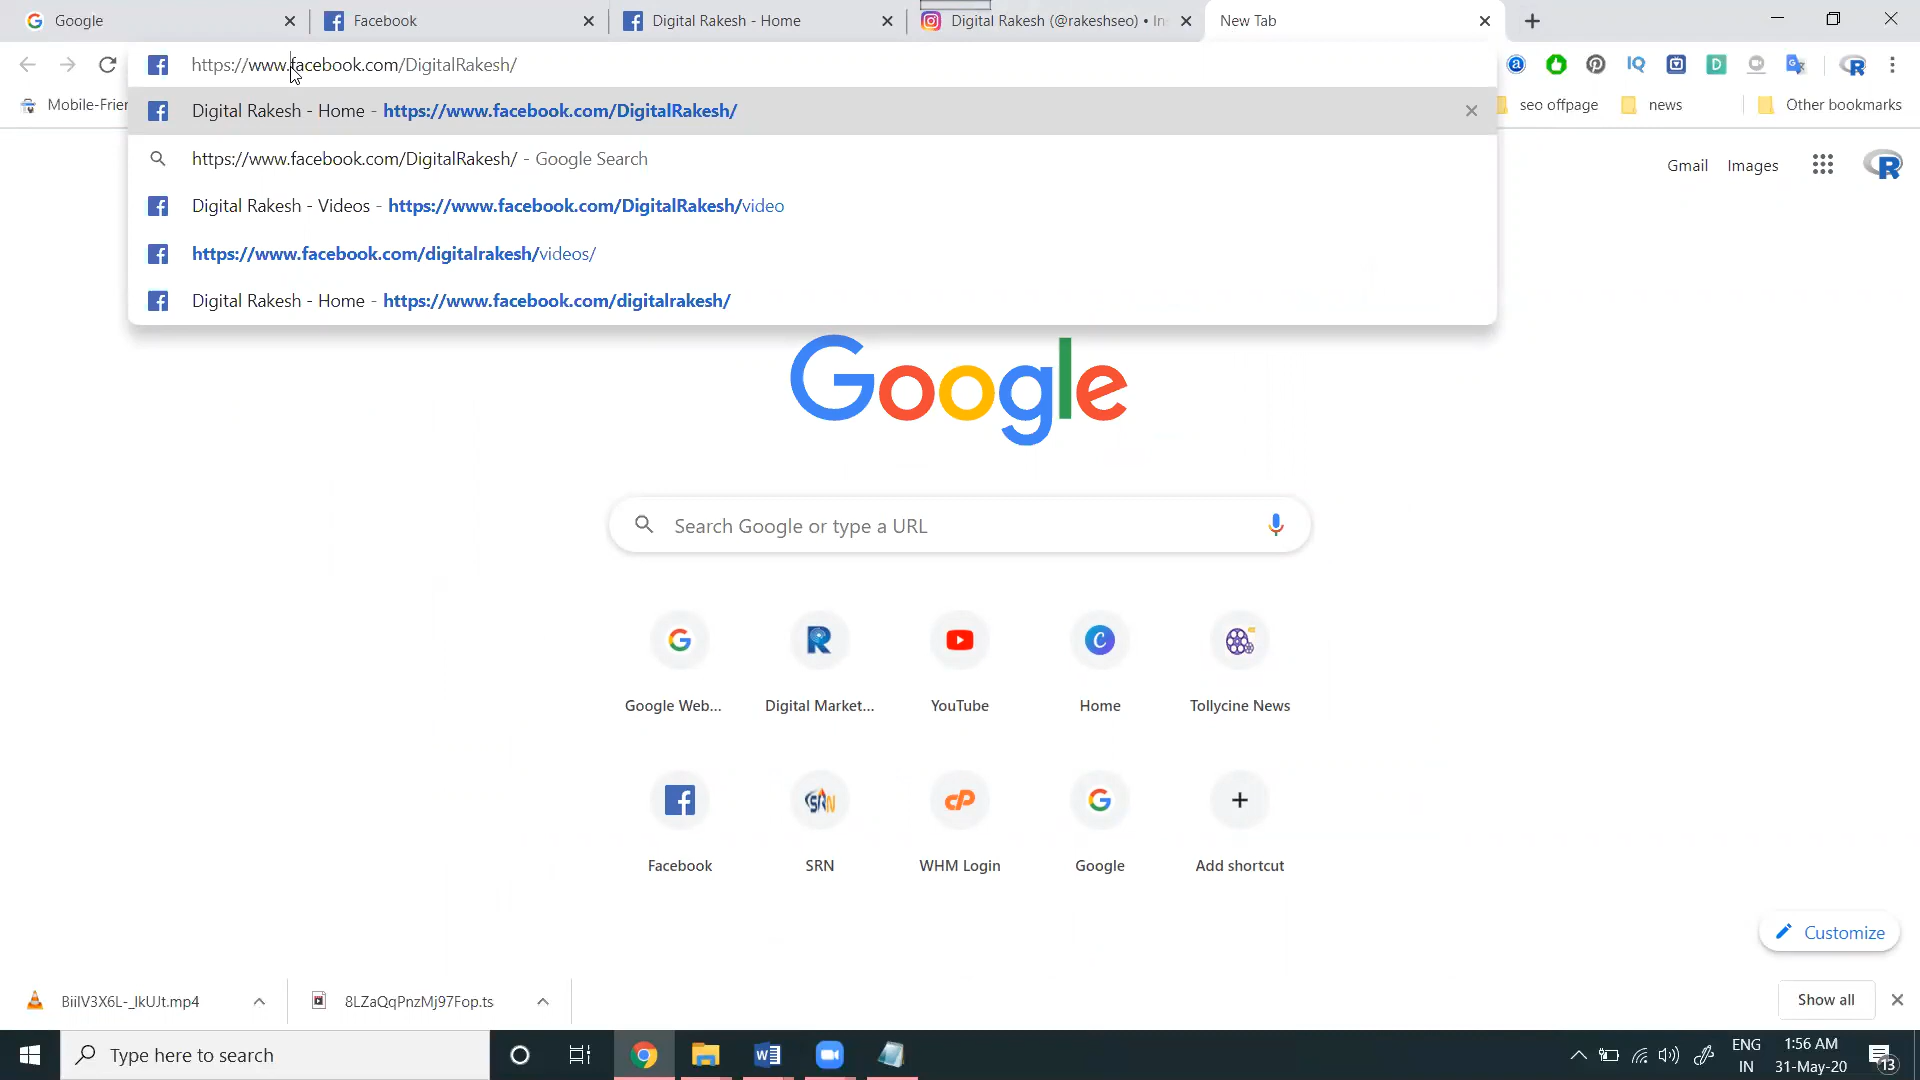 Google
Facebook
Digital Rakesh - Home
Digital Rakesh (@rakeshseo) • In
New Tab
https://www.facebook.com/DigitalRakesh/
Mobile-Frien
seo offpage
news
Other bookmarks
Digital Rakesh - Home - https://www.facebook.com/DigitalRakesh/
https://www.facebook.com/DigitalRakesh/ - Google Search
Digital Rakesh - Videos - https://www.facebook.com/DigitalRakesh/video
https://www.facebook.com/digitalrakesh/videos/
Digital Rakesh - Home - https://www.facebook.com/digitalrakesh/
Gmail
Images
Google
Search Google or type a URL
Google Web...
Digital Market...
YouTube
Home
Tollycine News
Facebook
SRN
WHM Login
Google
Add shortcut
Customize
BiilV3X6L-_IkUJt.mp4
8LZaQqPnzMj97Fop.ts
Show all
Type here to search
ENG
IN
1:56 AM
31-May-20
13